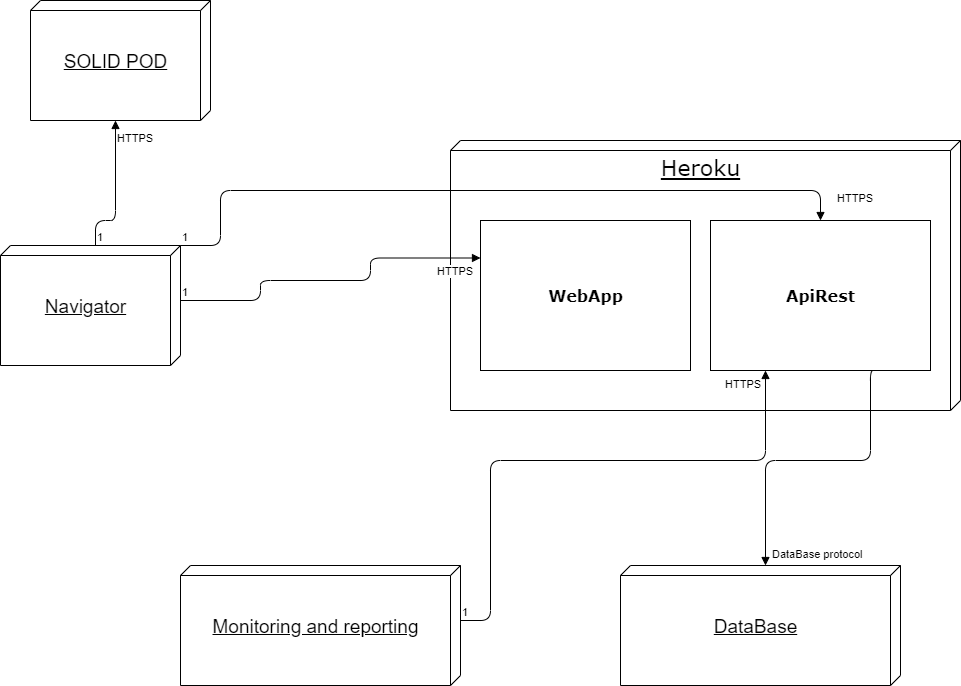 SOLID POD
HTTPS
Heroku
HTTPS
1
1
HTTPS
1
Navigator
WebApp
ApiRest
HTTPS
DataBase protocol
1
Monitoring and reporting
DataBase